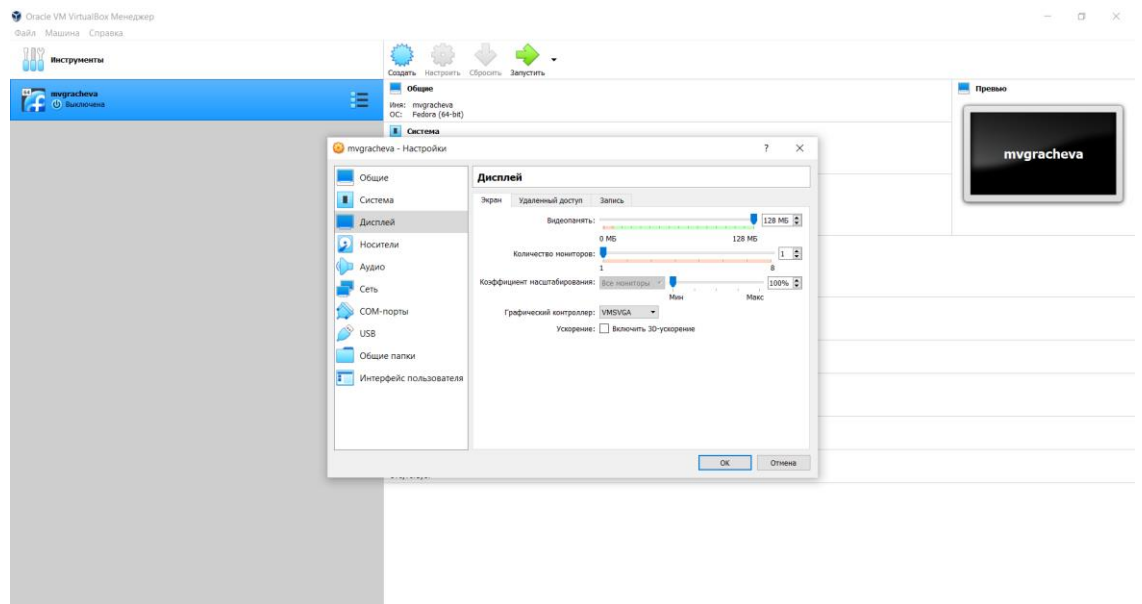 Oracle VM VirtualBox Менеджер
Файл Машина Справка
Инструменты
Создать Настроить Сбросить Запустить
64
mvgracheva
Выключена
Общие
Имя: mvgracheva
ОС: Fedora (64-bit)
Система
Превью
mvgracheva
mvgracheva - Настройки
Общие
Система
Дисплей
Носители
Аудио
Сеть
COM-порты
USB
Общие папки
Интерфейс пользователя
Дисплей
Экран Удаленный доступ Запись
Видеопамять: 128 МБ
0 МБ 128 МБ
Количество мониторов: 1
1 8
Коэффициент масштабирования: Все мониторы 100%
Мин Макс
Графический контроллер: VMSVGA
Ускорение: Включить 3D-ускорение
OK Отмена